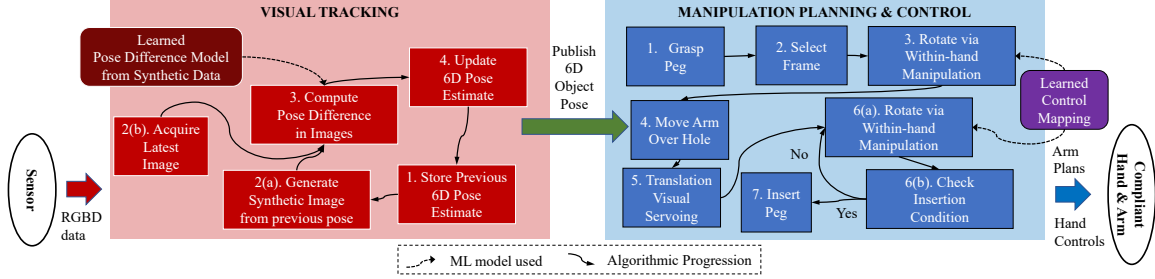 VISUAL TRACKING
Learned
Pose Difference Model
from Synthetic Data
4. Update
6D Pose
Estimate
3. Compute
Pose Difference
in Images
2(b). Acquire
Latest
Image
2(a). Generate
Synthetic Image
from previous pose
1. Store Previous
6D Pose
Estimate
Sensor
RGBD
data
Publish
6D
Object
Pose
MANIPULATION PLANNING & CONTROL
1. Grasp
Peg
2. Select
Frame
3. Rotate via
Within-hand
Manipulation
Learned
Control
Mapping
4. Move Arm
Over Hole
6(a). Rotate via
Within-hand
Manipulation
No
5. Translation
Visual
Servoing
7. Insert
Peg
Yes
6(b). Check
Insertion
Condition
Arm
Plans
Hand
Controls
Compliant
Hand & Arm
ML model used
Algorithmic Progression